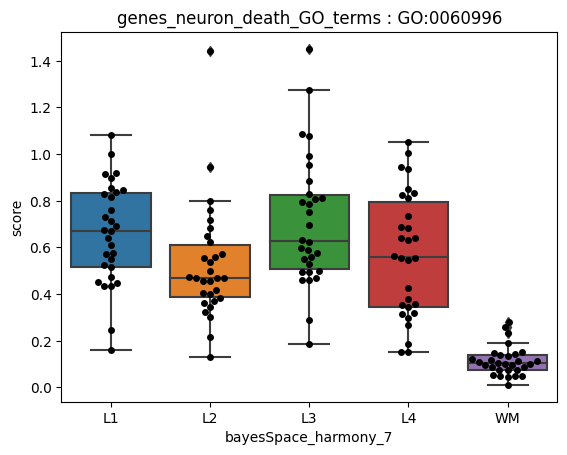 genes_neuron_death_GO_terms : GO:0060996
1.4
1.2
1.0
0.8
0.6
0.4
0.2
0.0
score
L1 L2 L3 L4 WM
bayesSpace_harmony_7